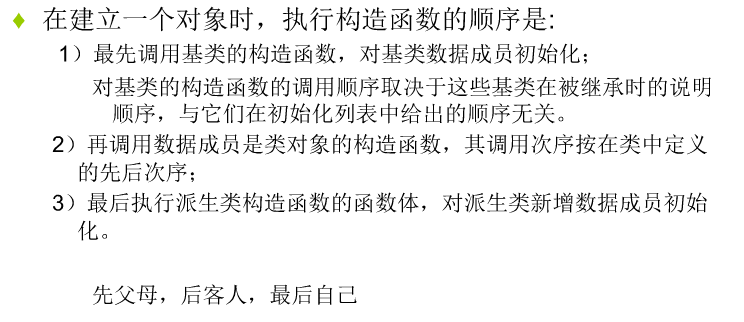 在建立一个对象时，执行构造函数的顺序是:
1）最先调用基类的构造函数，对基类数据成员初始化；
对基类的构造函数的调用顺序取决于这些基类在被继承时的说明
顺序，与它们在初始化列表中给出的顺序无关。
2）再调用数据成员是类对象的构造函数，其调用次序按在类中定义
的先后次序；
3）最后执行派生类构造函数的函数体，对派生类新增数据成员初始
化。
先父母，后客人，最后自己